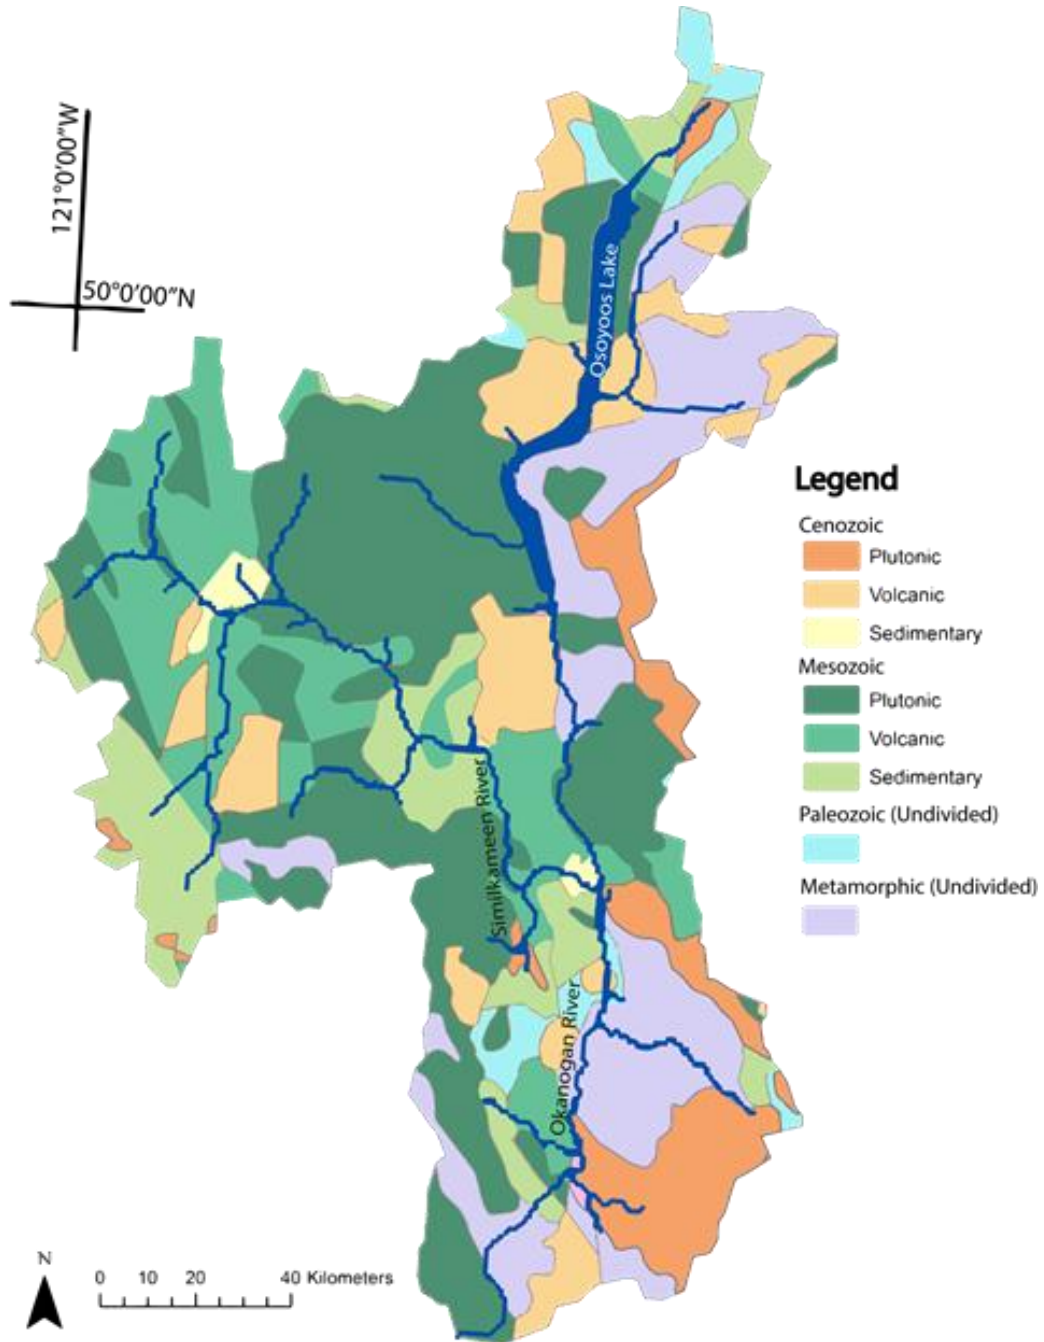 121°0'00"W
50°0'00"N
Osoyoos Lake
Legend
Cenozoic
Plutonic
Volcanic
Sedimentary
Mesozoic
Plutonic
Volcanic
Sedimentary
Paleozoic (Undivided)
Metamorphic (Undivided)
Similkameen River
Okanogan River
N
0 10 20 40 Kilometers